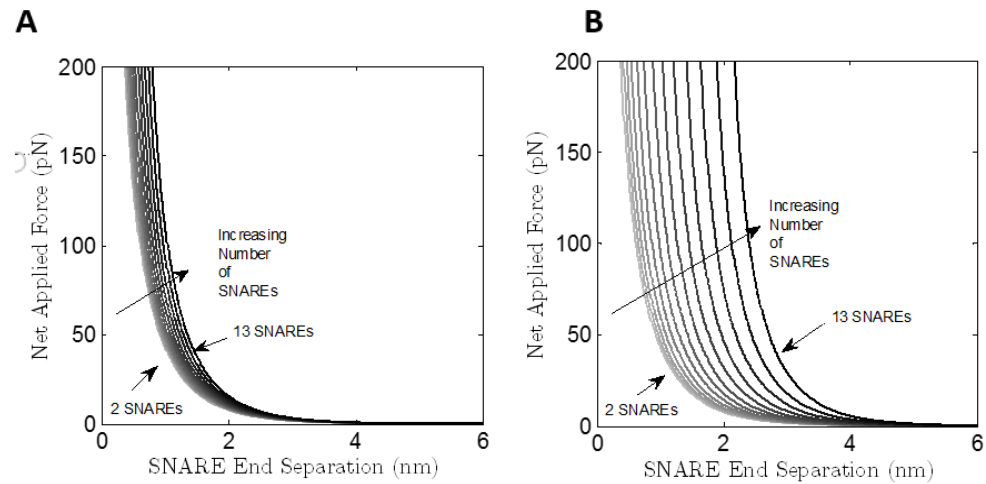 A
B
200
150
100
50
0
Net Applied Force (pN)
Increasing
Number
of
SNAREs
13 SNAREs
2 SNAREs
0
2
4
6
SNARE End Separation (nm)
200
150
100
50
0
Net Applied Force (pN)
Increasing
Number
of
SNAREs
13 SNAREs
2 SNAREs
0
2
4
6
SNARE End Separation (nm)